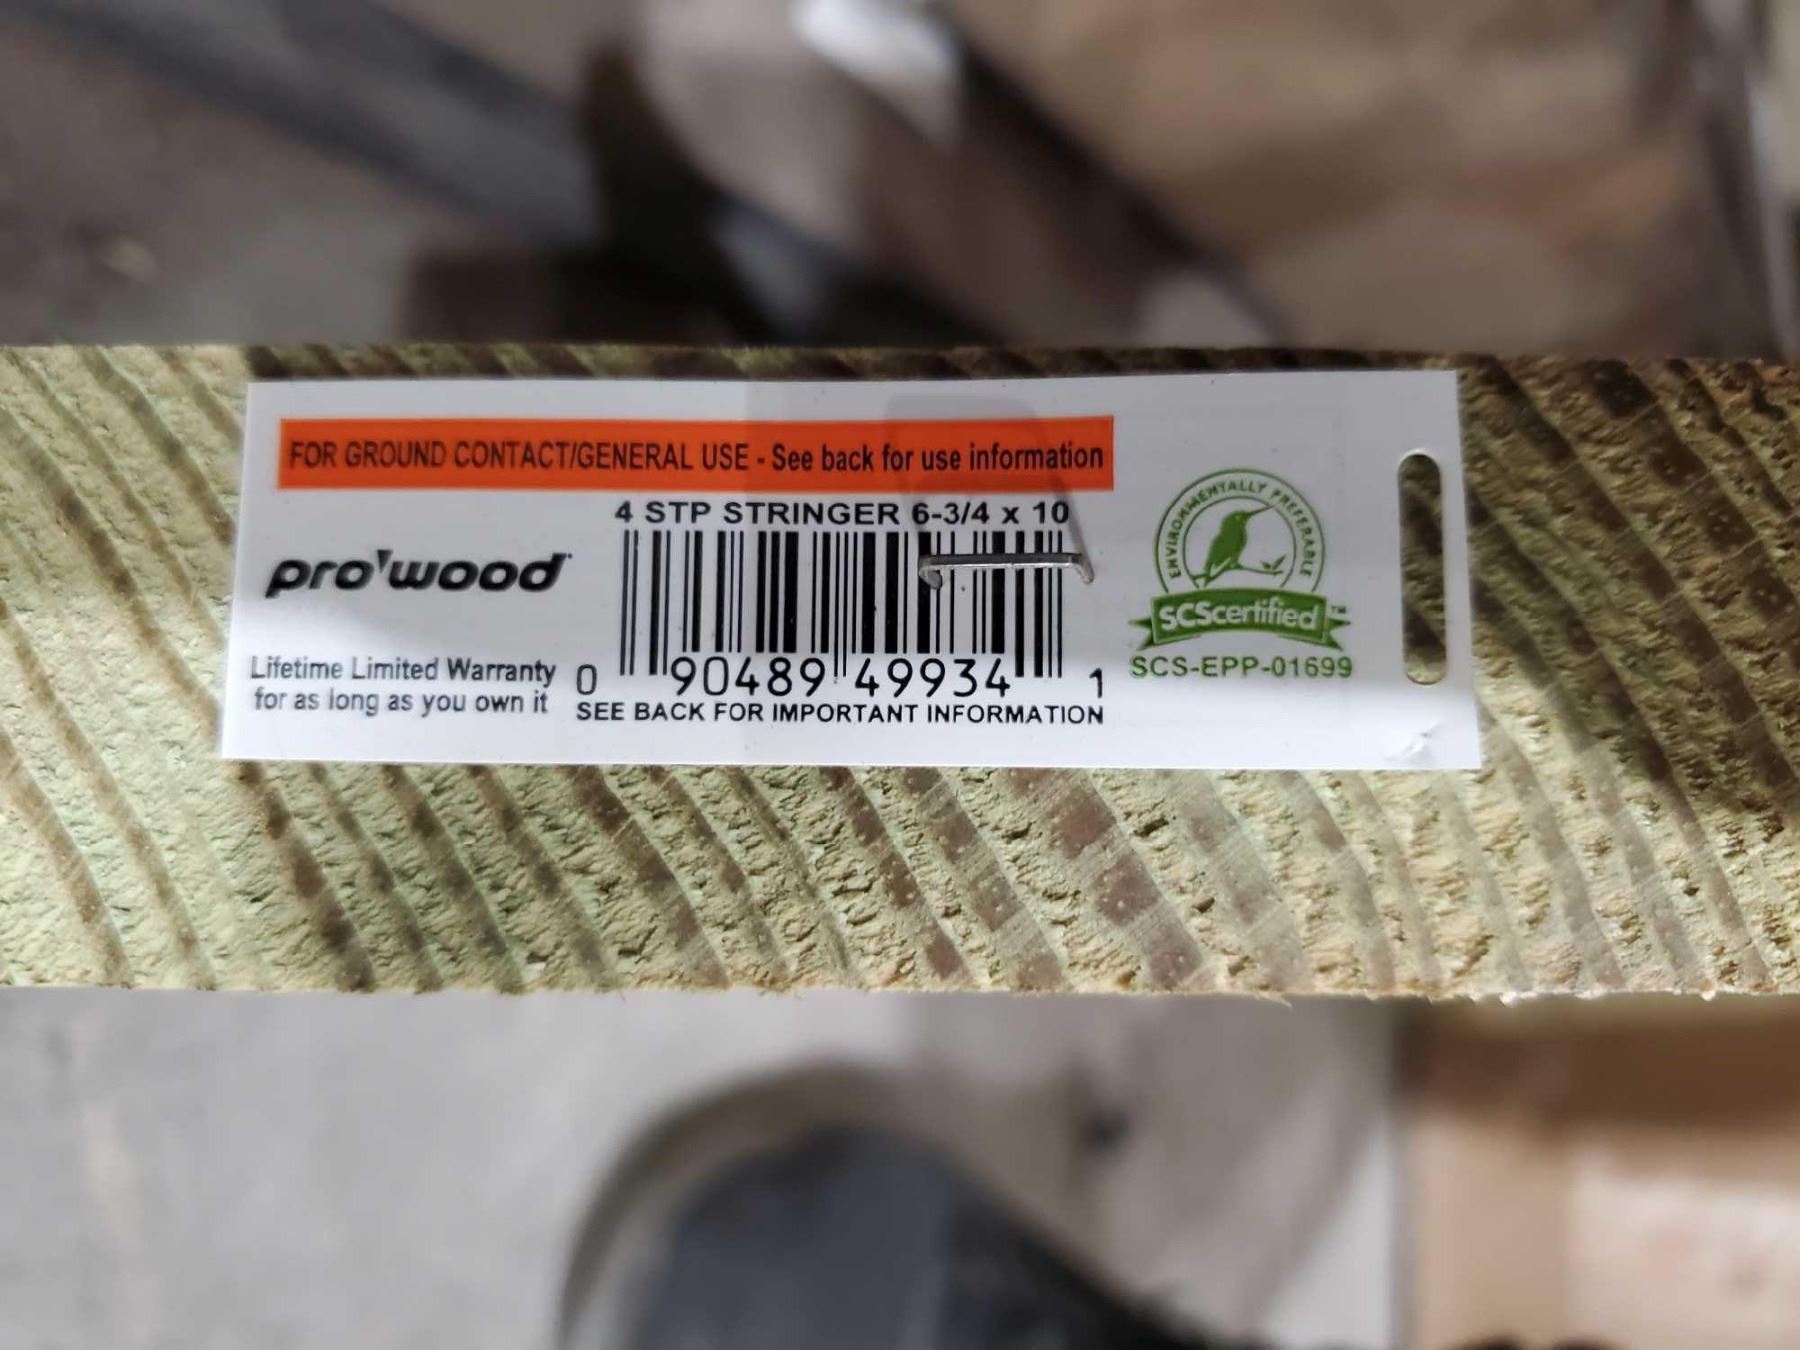 FOR GROUND CONTACT/GENERAL USE - See back for use information
4 STP STRINGER 6-3/4 x 10
pro'wood
Lifetime Limited Warranty
for as long as you own it
0 90489 49934 1
SEE BACK FOR IMPORTANT INFORMATION
ENVIRONMENTALLY PREFERABLE
SCScertified™
SCS-EPP-01699